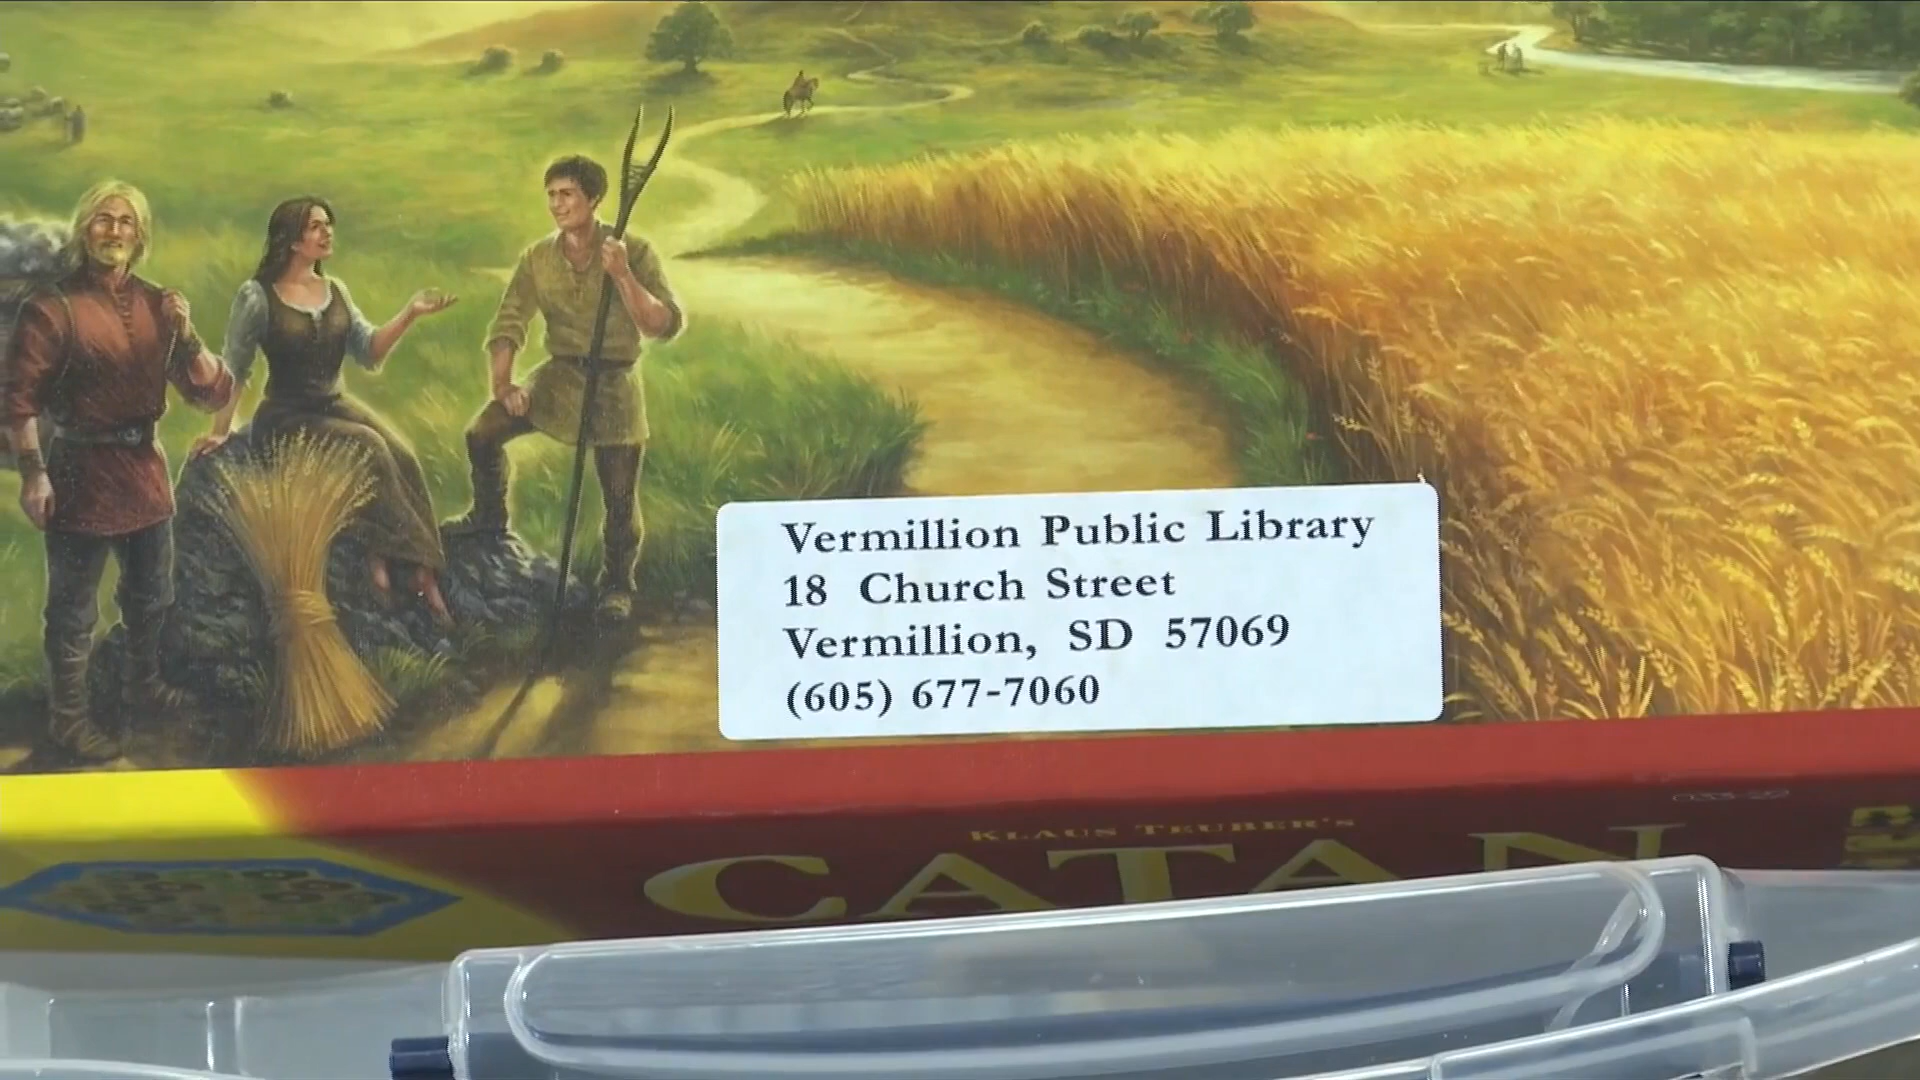 Vermillion Public Library
18 Church Street
Vermillion, SD 57069
(605) 677-7060
KLAUS TEUBER'S
CATAN